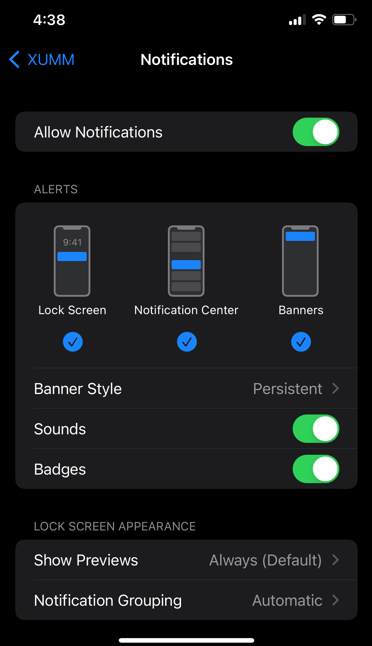 4:38
XUMM
Notifications
Allow Notifications
ALERTS
9:41
Lock Screen
Notification Center
Banners
Banner Style
Persistent
Sounds
Badges
LOCK SCREEN APPEARANCE
Show Previews
Always (Default)
Notification Grouping
Automatic